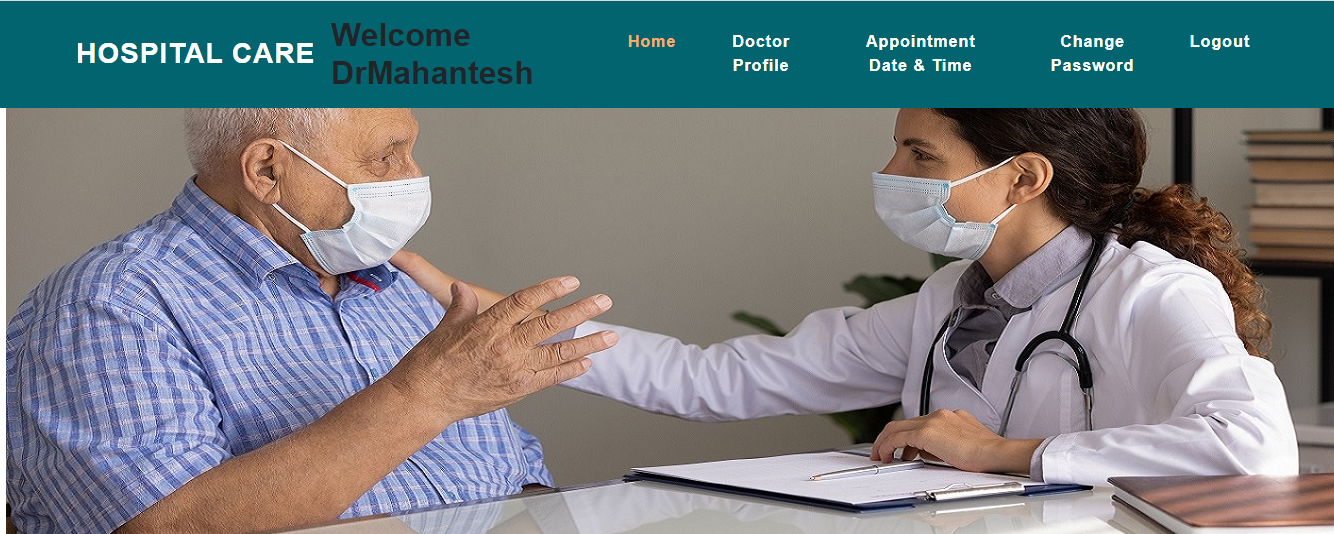 HOSPITAL CARE
Welcome
DrMahantesh
Home
Doctor
Profile
Appointment
Date & Time
Change
Password
Logout